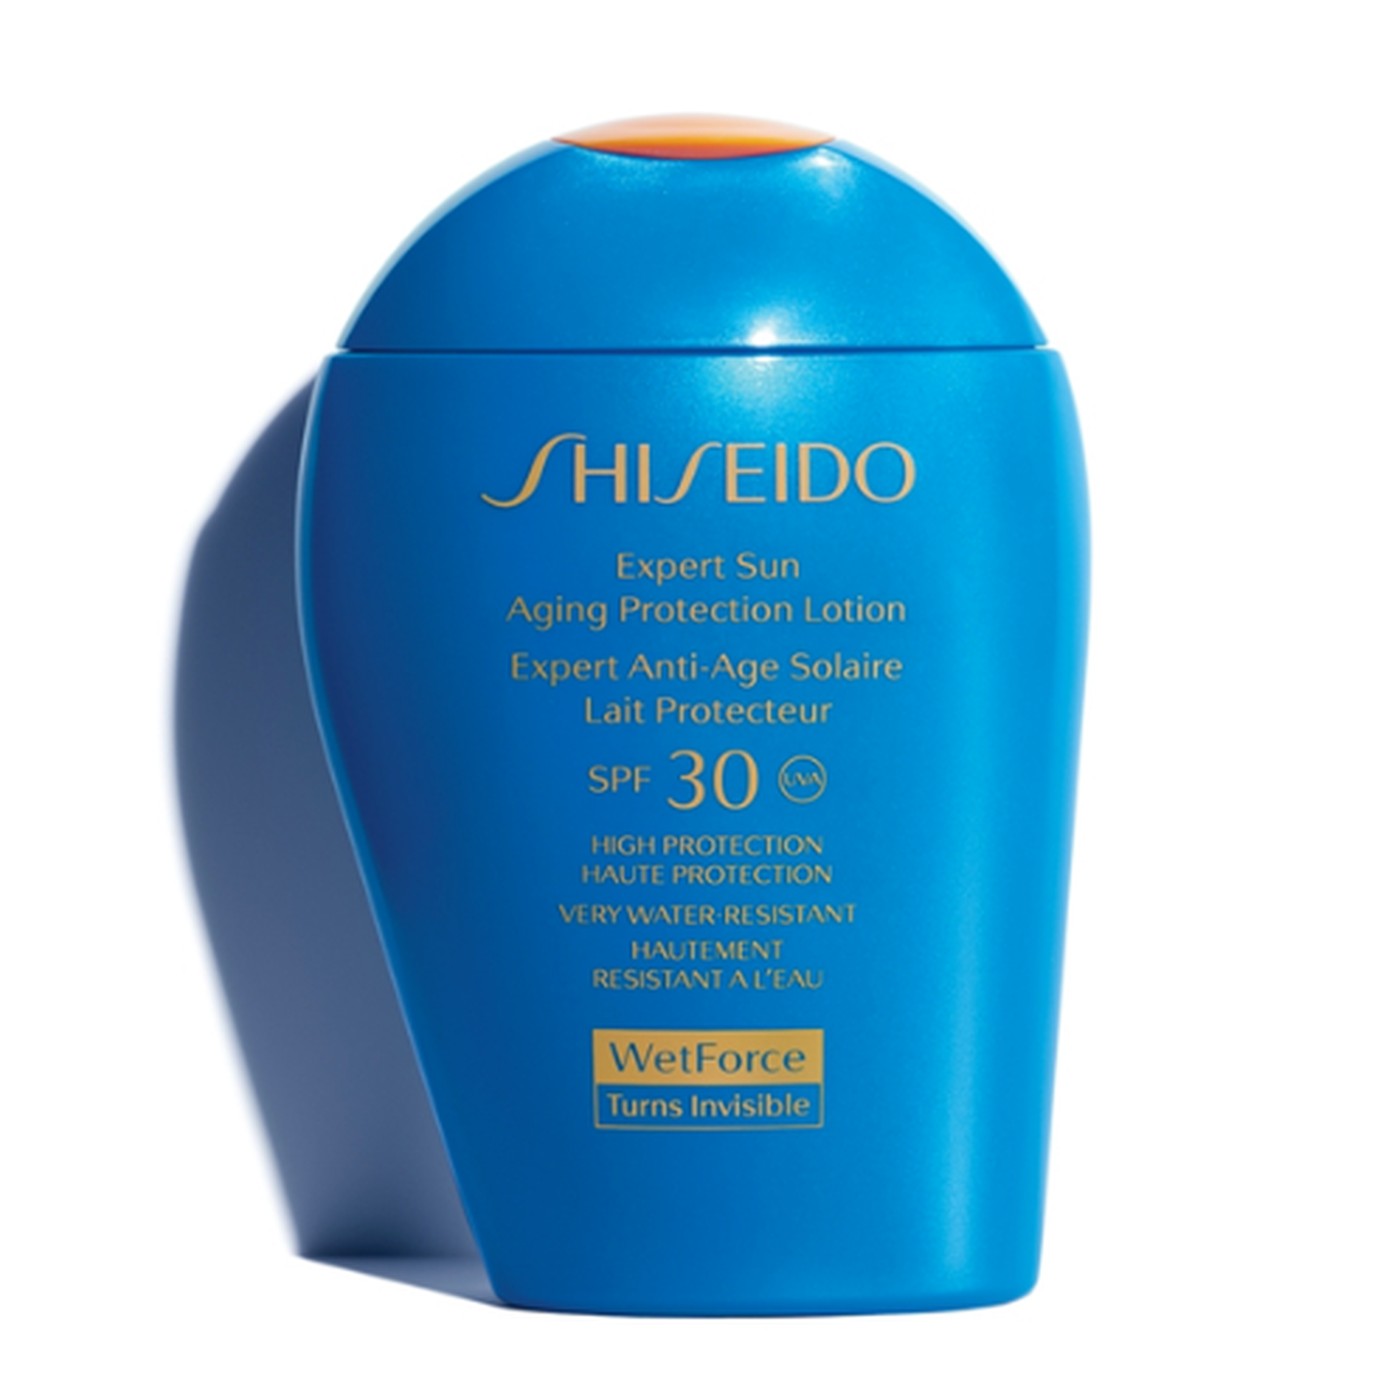 SHISEIDO
Expert Sun
Aging Protection Lotion
Expert Anti-Age Solaire
Lait Protecteur
SPF 30 UVA
HIGH PROTECTION
HAUTE PROTECTION
VERY WATER-RESISTANT
HAUTEMENT
RESISTANT A L'EAU
WetForce
Turns Invisible